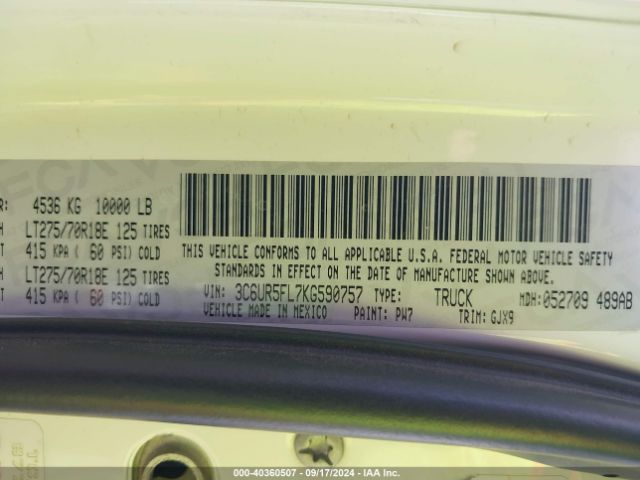 R: 4536 KG 10000 LB
LT275/70R18E 125 TIRES
T 415 KPA ( 60 PSI) COLD
LT275/70R18E 125 TIRES
T 415 KPA ( 60 PSI) COLD
THIS VEHICLE CONFORMS TO ALL APPLICABLE U.S.A. FEDERAL MOTOR VEHICLE SAFETY
STANDARDS IN EFFECT ON THE DATE OF MANUFACTURE SHOWN ABOVE.
VIN: 3C6UR5FL7KG590757 TYPE: TRUCK MDH:052709 489AB
VEHICLE MADE IN MEXICO PAINT: PW7 TRIM: GJX9
000-40360507 - 09/17/2024 - IAA Inc.